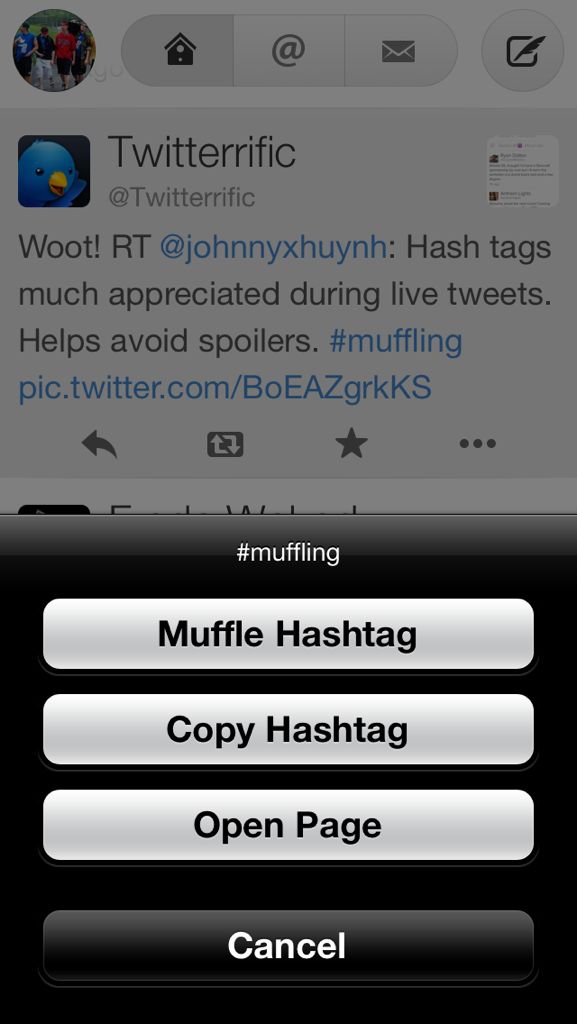 @
Twitterrific
@Twitterrific
Woot! RT @johnnyxhuynh: Hash tags
much appreciated during live tweets.
Helps avoid spoilers. #muffling
pic.twitter.com/BoEAZgrkKS
#muffling
Muffle Hashtag
Copy Hashtag
Open Page
Cancel